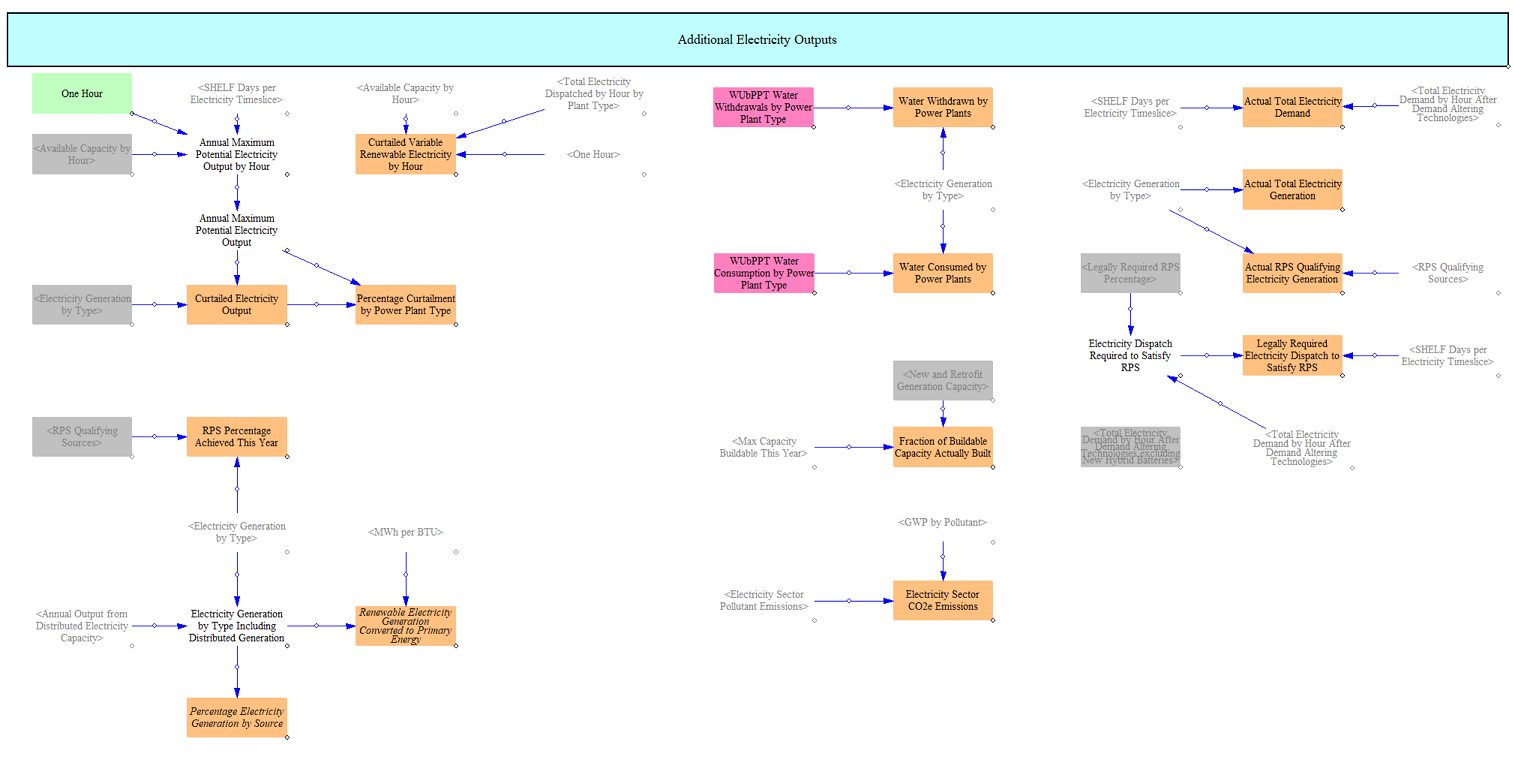 Additional Electricity Outputs
One Hour
<SHELF Days per
Electricity Timeslice>
<Available Capacity by
Hour>
<Total Electricity
Dispatched by Hour by
Plant Type>
<Available Capacity by
Hour>
Annual Maximum
Potential Electricity
Output by Hour
Curtailed Variable
Renewable Electricity
by Hour
<One Hour>
Annual Maximum
Potential Electricity
Output
<Electricity Generation
by Type>
Curtailed Electricity
Output
Percentage Curtailment
by Power Plant Type
<RPS Qualifying
Sources>
RPS Percentage
Achieved This Year
<Electricity Generation
by Type>
<MWh per BTU>
<Annual Output from
Distributed Electricity
Capacity>
Electricity Generation
by Type Including
Distributed Generation
Renewable Electricity
Generation
Converted to Primary
Energy
Percentage Electricity
Generation by Source
WUbPPT Water
Withdrawals by Power
Plant Type
Water Withdrawn by
Power Plants
<Electricity Generation
by Type>
WUbPPT Water
Consumption by Power
Plant Type
Water Consumed by
Power Plants
<New and Retrofit
Generation Capacity>
<Max Capacity
Buildable This Year>
Fraction of Buildable
Capacity Actually Built
<GWP by Pollutant>
<Electricity Sector
Pollutant Emissions>
Electricity Sector
CO2e Emissions
<SHELF Days per
Electricity Timeslice>
Actual Total Electricity
Demand
<Total Electricity
Demand by Hour After
Demand Altering
Technologies>
<Electricity Generation
by Type>
Actual Total Electricity
Generation
<Legally Required RPS
Percentage>
Actual RPS Qualifying
Electricity Generation
<RPS Qualifying
Sources>
Electricity Dispatch
Required to Satisfy
RPS
Legally Required
Electricity Dispatch to
Satisfy RPS
<SHELF Days per
Electricity Timeslice>
<Total Electricity
Demand by Hour After
Demand Altering
Technologies excluding
New Hybrid Batteries>
<Total Electricity
Demand by Hour After
Demand Altering
Technologies>